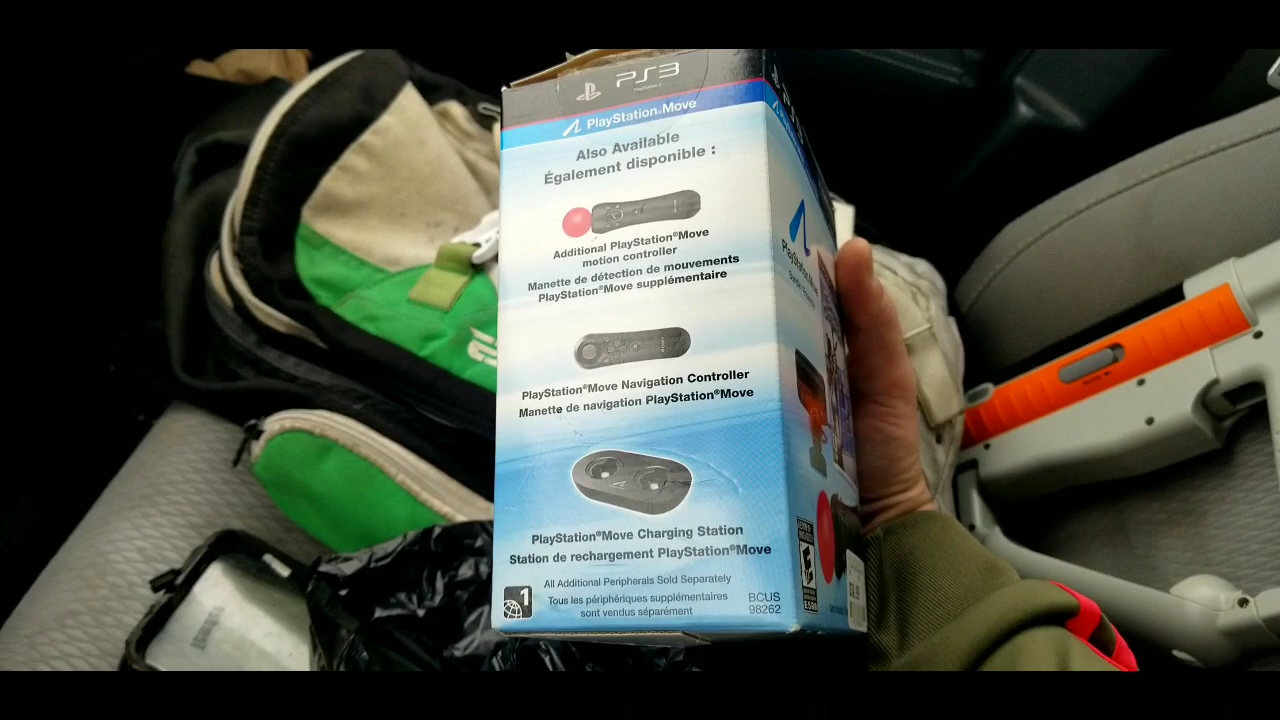 PS3
PlayStation®Move
Also Available
Également disponible :
Additional PlayStation®Move
motion controller
Manette de détection de mouvements
PlayStation®Move supplémentaire
PlayStation®Move Navigation Controller
Manette de navigation PlayStation®Move
PlayStation®Move Charging Station
Station de rechargement PlayStation®Move
All Additional Peripherals Sold Separately
Tous les périphériques supplémentaires
sont vendus séparément
BCUS
98262
1
PlayStation®Move
E
ESRB